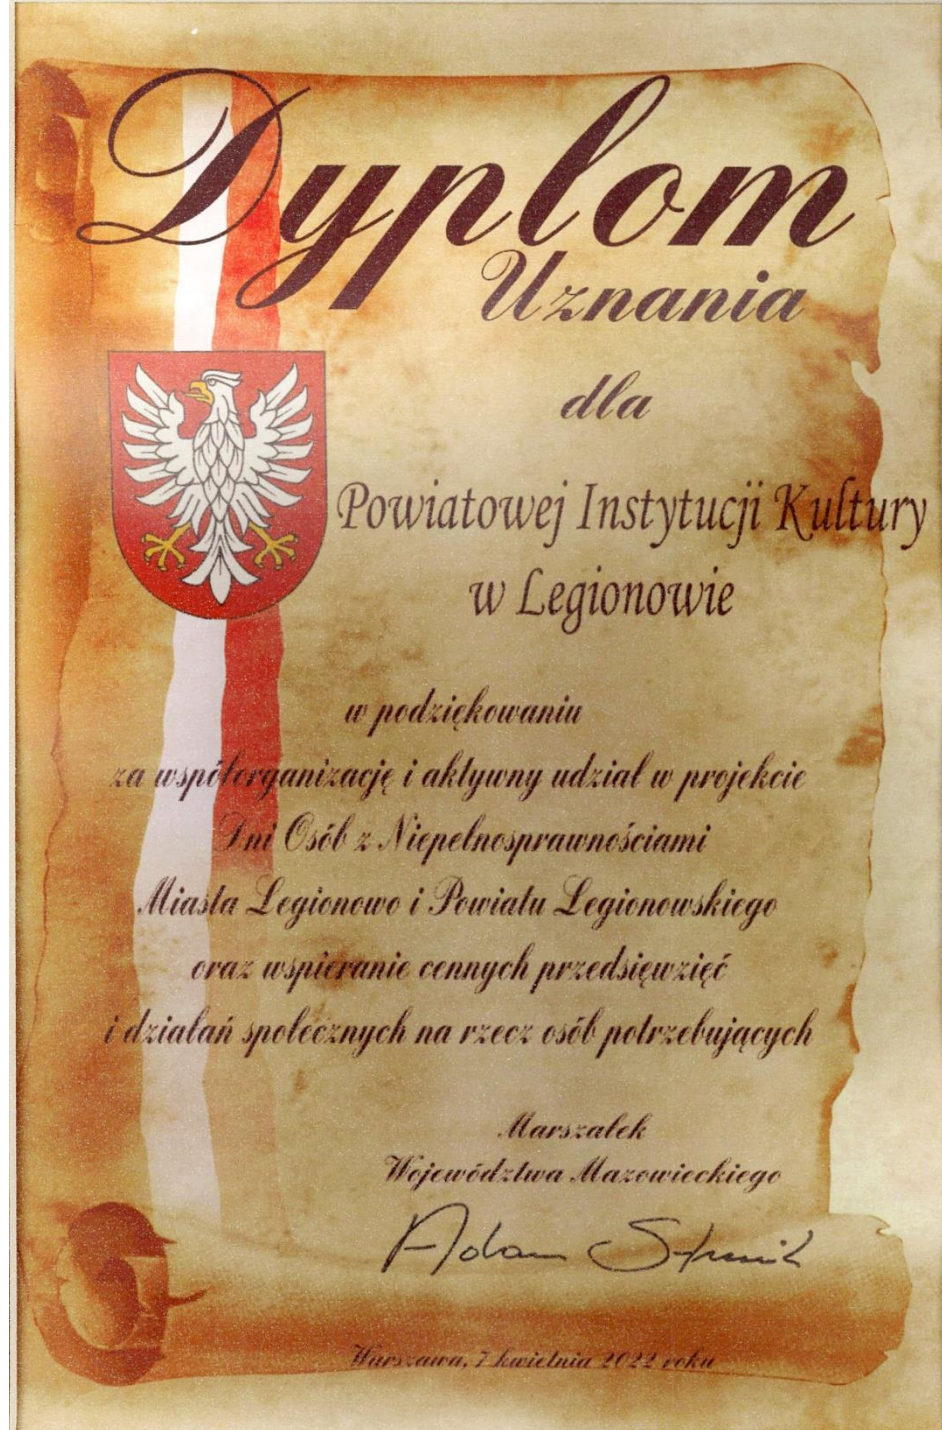 Dyplom
Uznania
dla
Powiatowej Instytucji Kultury
w Legionowie
w podziękowaniu
za współorganizację i aktywny udział w projekcie
Dni Osób z Niepełnosprawnościami
Miasta Legionowo i Powiatu Legionowskiego
oraz wspieranie cennych przedsięwzięć
i działań społecznych na rzecz osób potrzebujących
Marszałek
Województwa Mazowieckiego
Adam Struzik
Warszawa, 7 kwietnia 2022 roku